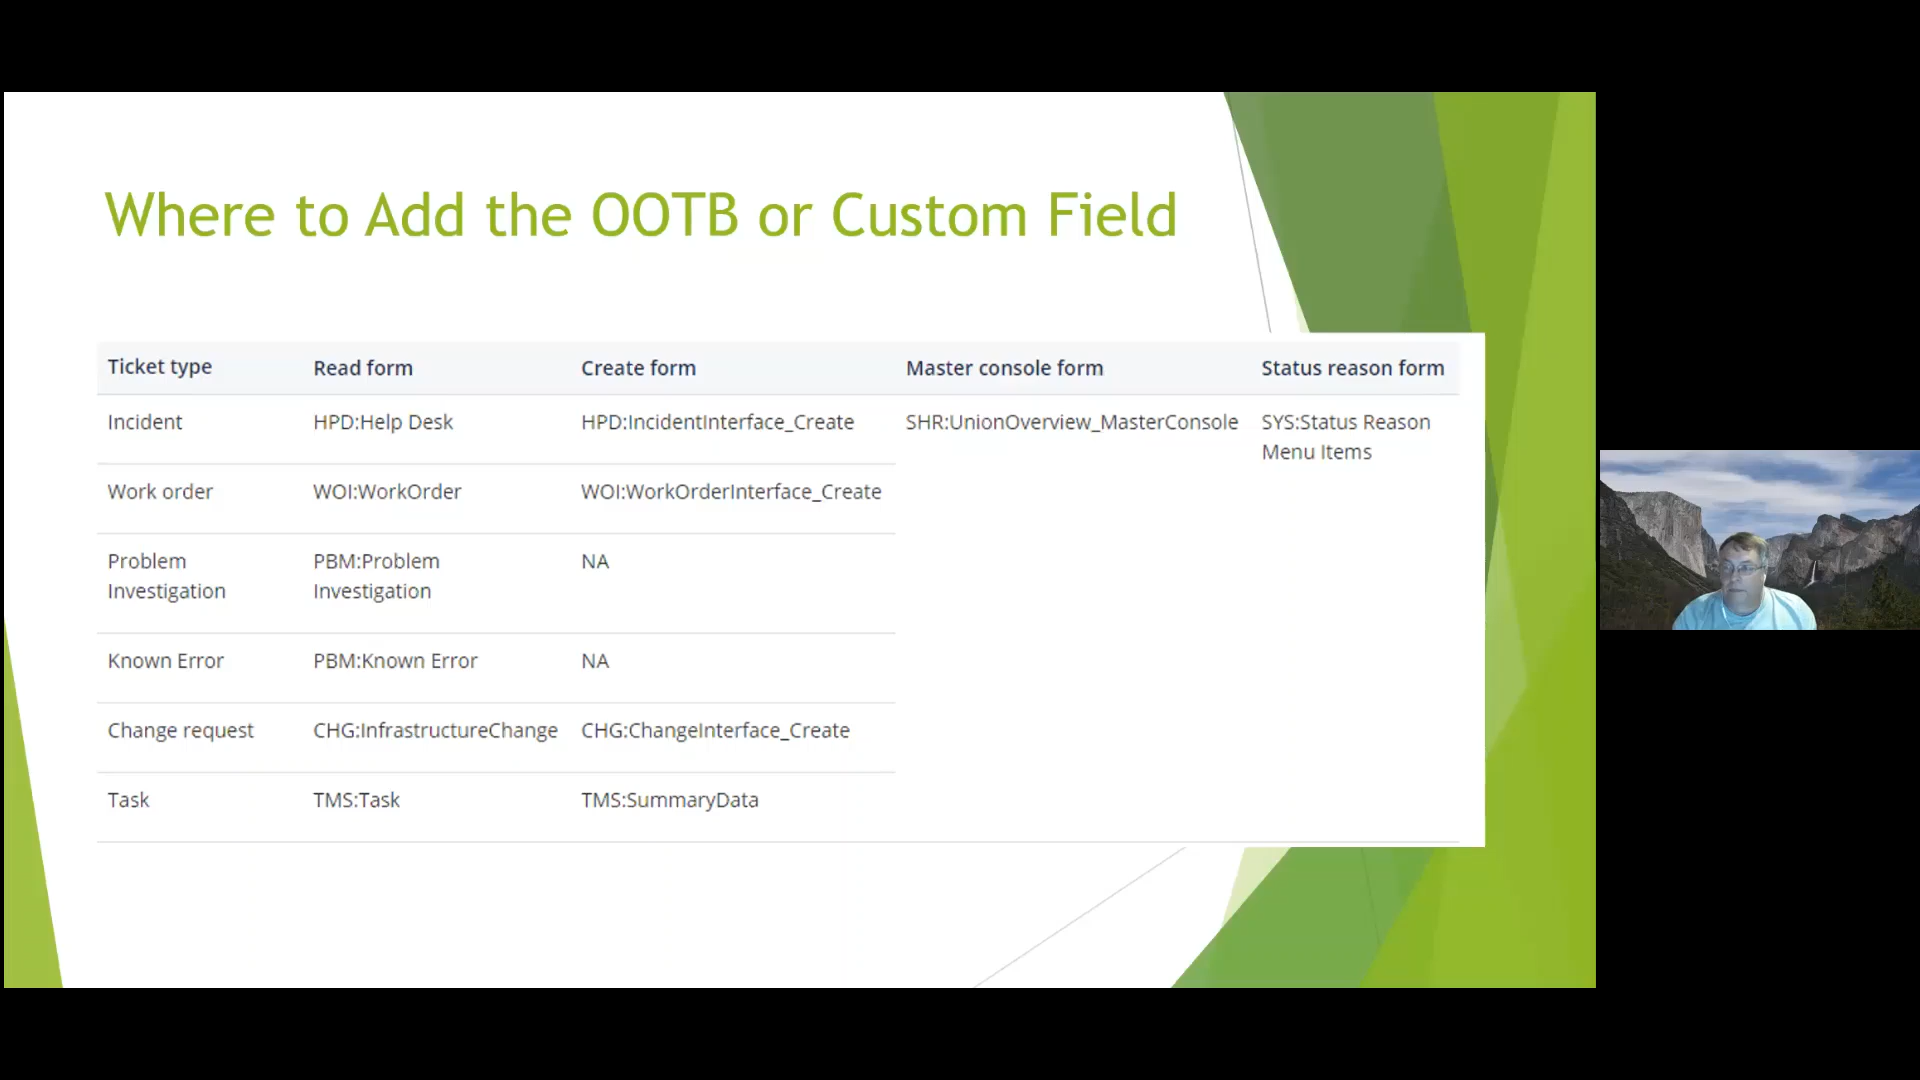 Where to Add the OOTB or Custom Field
Ticket type Read form Create form Master console form Status reason form
Incident HPD:Help Desk HPD:IncidentInterface_Create SHR:UnionOverview_MasterConsole SYS:Status Reason
Menu Items
Work order WOI:WorkOrder WOI:WorkOrderInterface_Create
Problem PBM:Problem NA
Investigation Investigation
Known Error PBM:Known Error NA
Change request CHG:InfrastructureChange CHG:ChangeInterface_Create
Task TMS:Task TMS:SummaryData